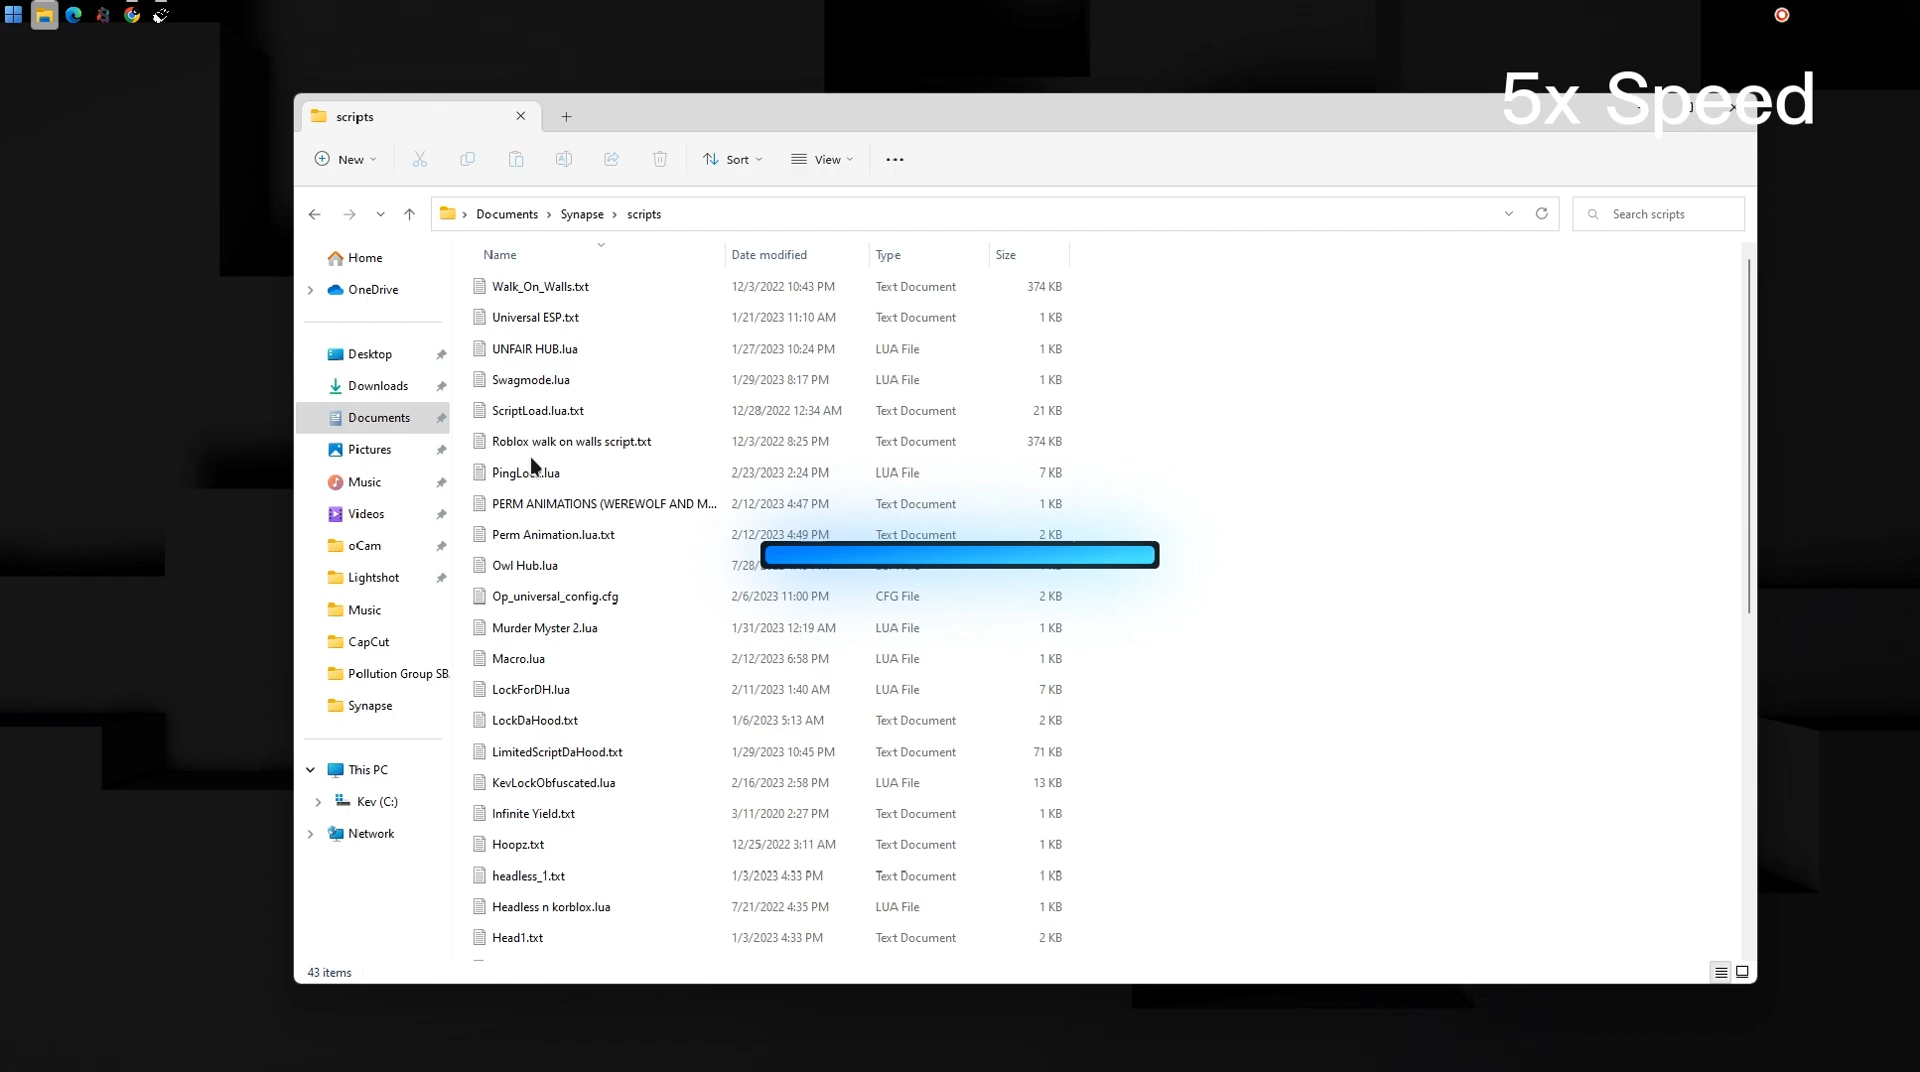 5x Speed
scripts
New
Sort
View
Documents > Synapse > scripts
Search scripts
Home
OneDrive
Desktop
Downloads
Documents
Pictures
Music
Videos
oCam
Lightshot
Music
CapCut
Pollution Group SB
Synapse
This PC
Kev (C:)
Network
Name Date modified Type Size
Walk_On_Walls.txt 12/3/2022 10:43 PM Text Document 374 KB
Universal ESP.txt 1/21/2023 11:10 AM Text Document 1 KB
UNFAIR HUB.lua 1/27/2023 10:24 PM LUA File 1 KB
Swagmode.lua 1/29/2023 8:17 PM LUA File 1 KB
ScriptLoad.lua.txt 12/28/2022 12:34 AM Text Document 21 KB
Roblox walk on walls script.txt 12/3/2022 8:25 PM Text Document 374 KB
2/23/2023 2:24 PM LUA File 7 KB
PERM ANIMATIONS (WEREWOLF AND M... 2/12/2023 4:47 PM Text Document 1 KB
Perm Animation.lua.txt 2/12/2023 4:49 PM Text Document 2 KB
Owl Hub.lua 7/28/
Op_universal_config.cfg 2/6/2023 11:00 PM CFG File 2 KB
Murder Myster 2.lua 1/31/2023 12:19 AM LUA File 1 KB
Macro.lua 2/12/2023 6:58 PM LUA File 1 KB
LockForDH.lua 2/11/2023 1:40 AM LUA File 7 KB
LockDaHood.txt 1/6/2023 5:13 AM Text Document 2 KB
LimitedScriptDaHood.txt 1/29/2023 10:45 PM Text Document 71 KB
KevLockObfuscated.lua 2/16/2023 2:58 PM LUA File 13 KB
Infinite Yield.txt 3/11/2020 2:27 PM Text Document 1 KB
Hoopz.txt 12/25/2022 3:11 AM Text Document 1 KB
headless_1.txt 1/3/2023 4:33 PM Text Document 1 KB
Headless n korblox.lua 7/21/2022 4:35 PM LUA File 1 KB
Head1.txt 1/3/2023 4:33 PM Text Document 2 KB
43 items